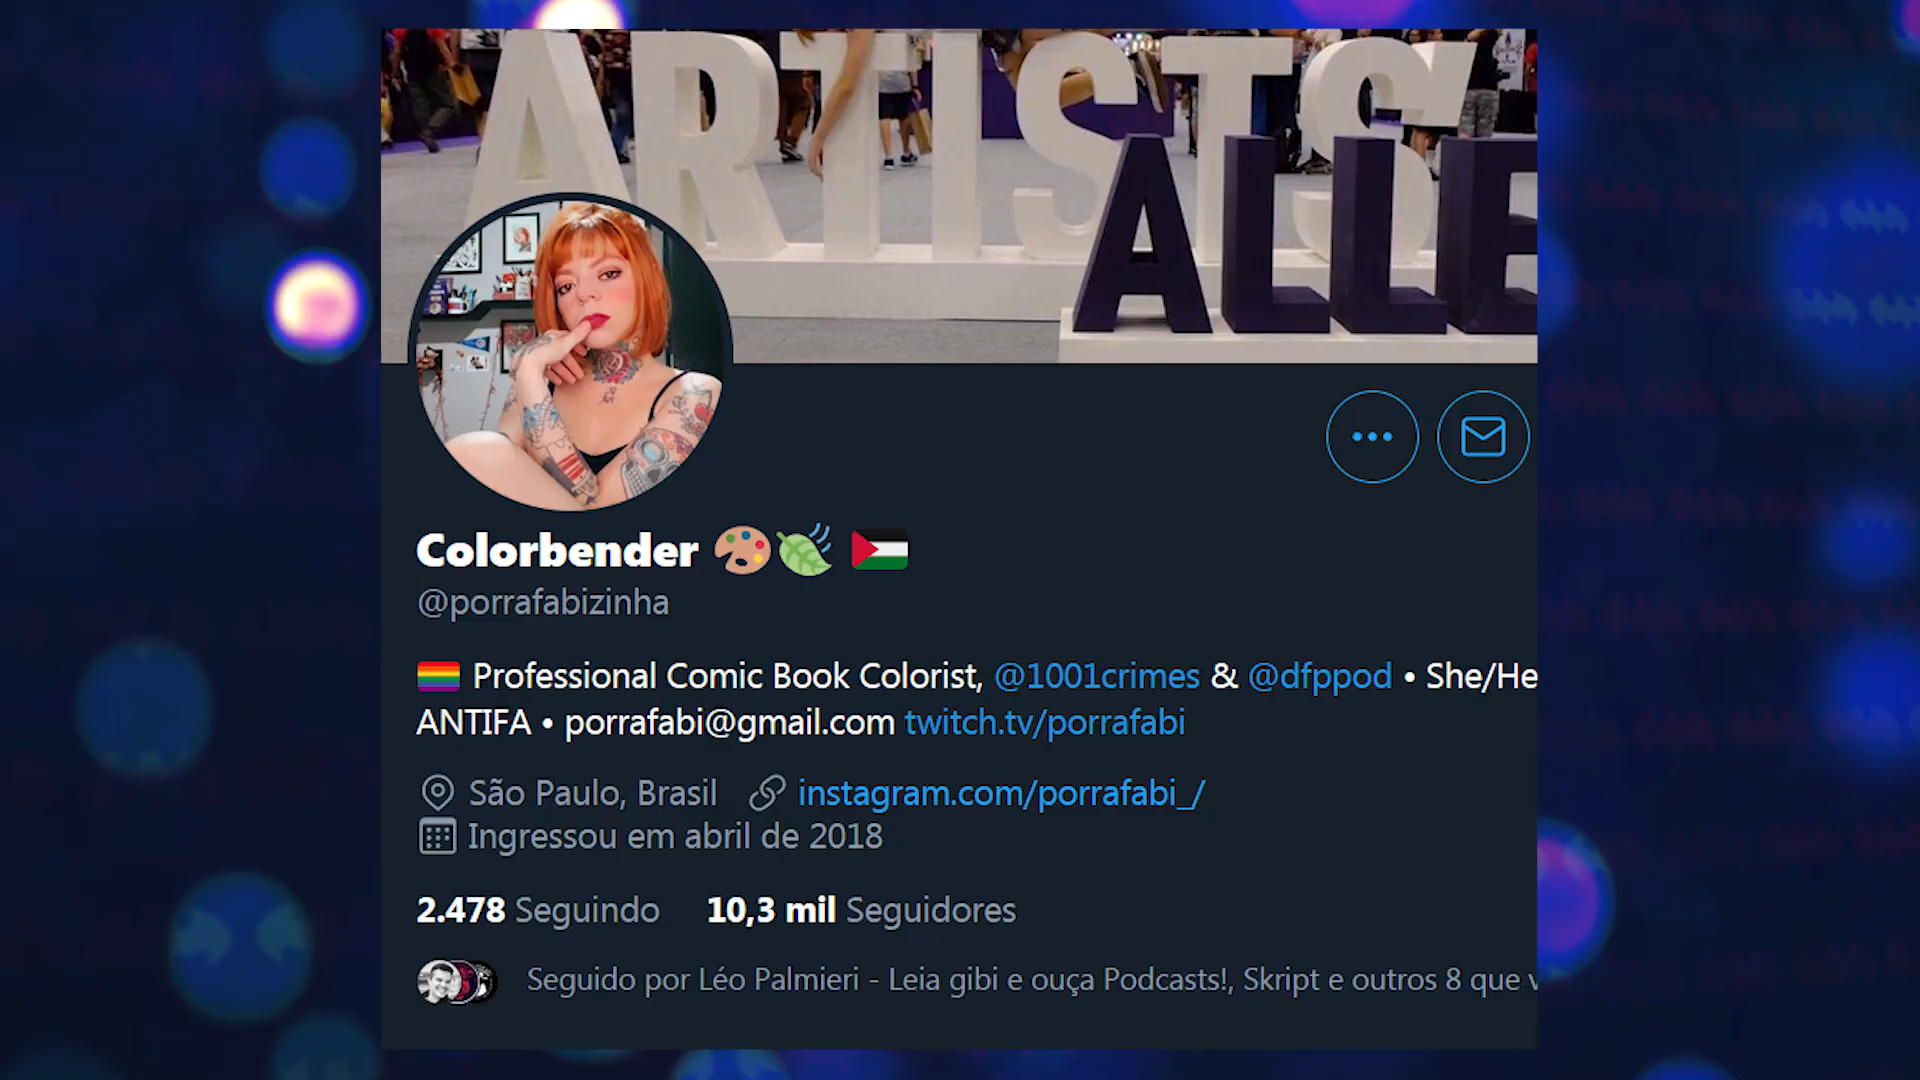 ARTISTS
ALLE
Colorbender
@porrafabizinha
Professional Comic Book Colorist, @1001crimes & @dfppod • She/He
ANTIFA • porrafabi@gmail.com twitch.tv/porrafabi
São Paulo, Brasil instagram.com/porrafabi_/
Ingressou em abril de 2018
2.478 Seguindo 10,3 mil Seguidores
Seguido por Léo Palmieri - Leia gibi e ouça Podcasts!, Skript e outros 8 que v